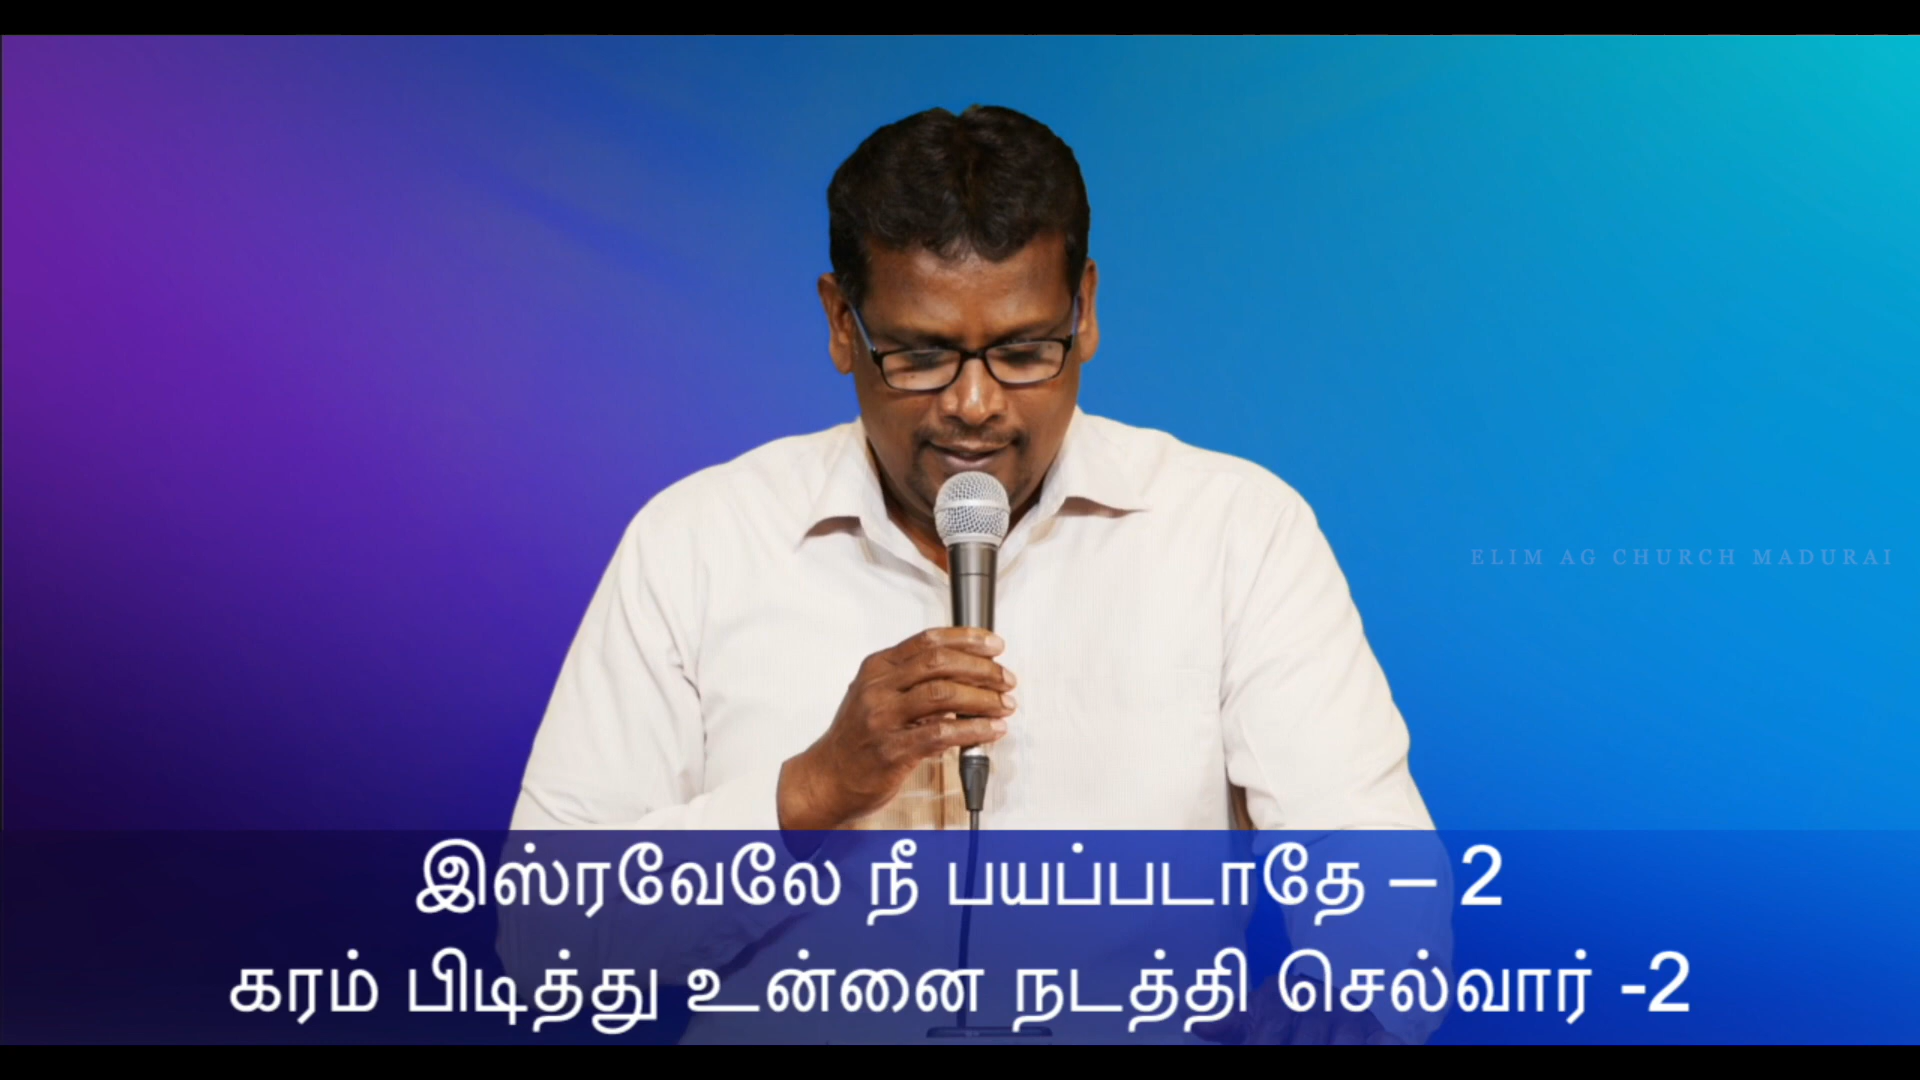 ELIM AG CHURCH MADURAI
இஸ்ரவேலே நீ பயப்படாதே – 2
கரம் பிடித்து உன்னை நடத்தி செல்வார் -2